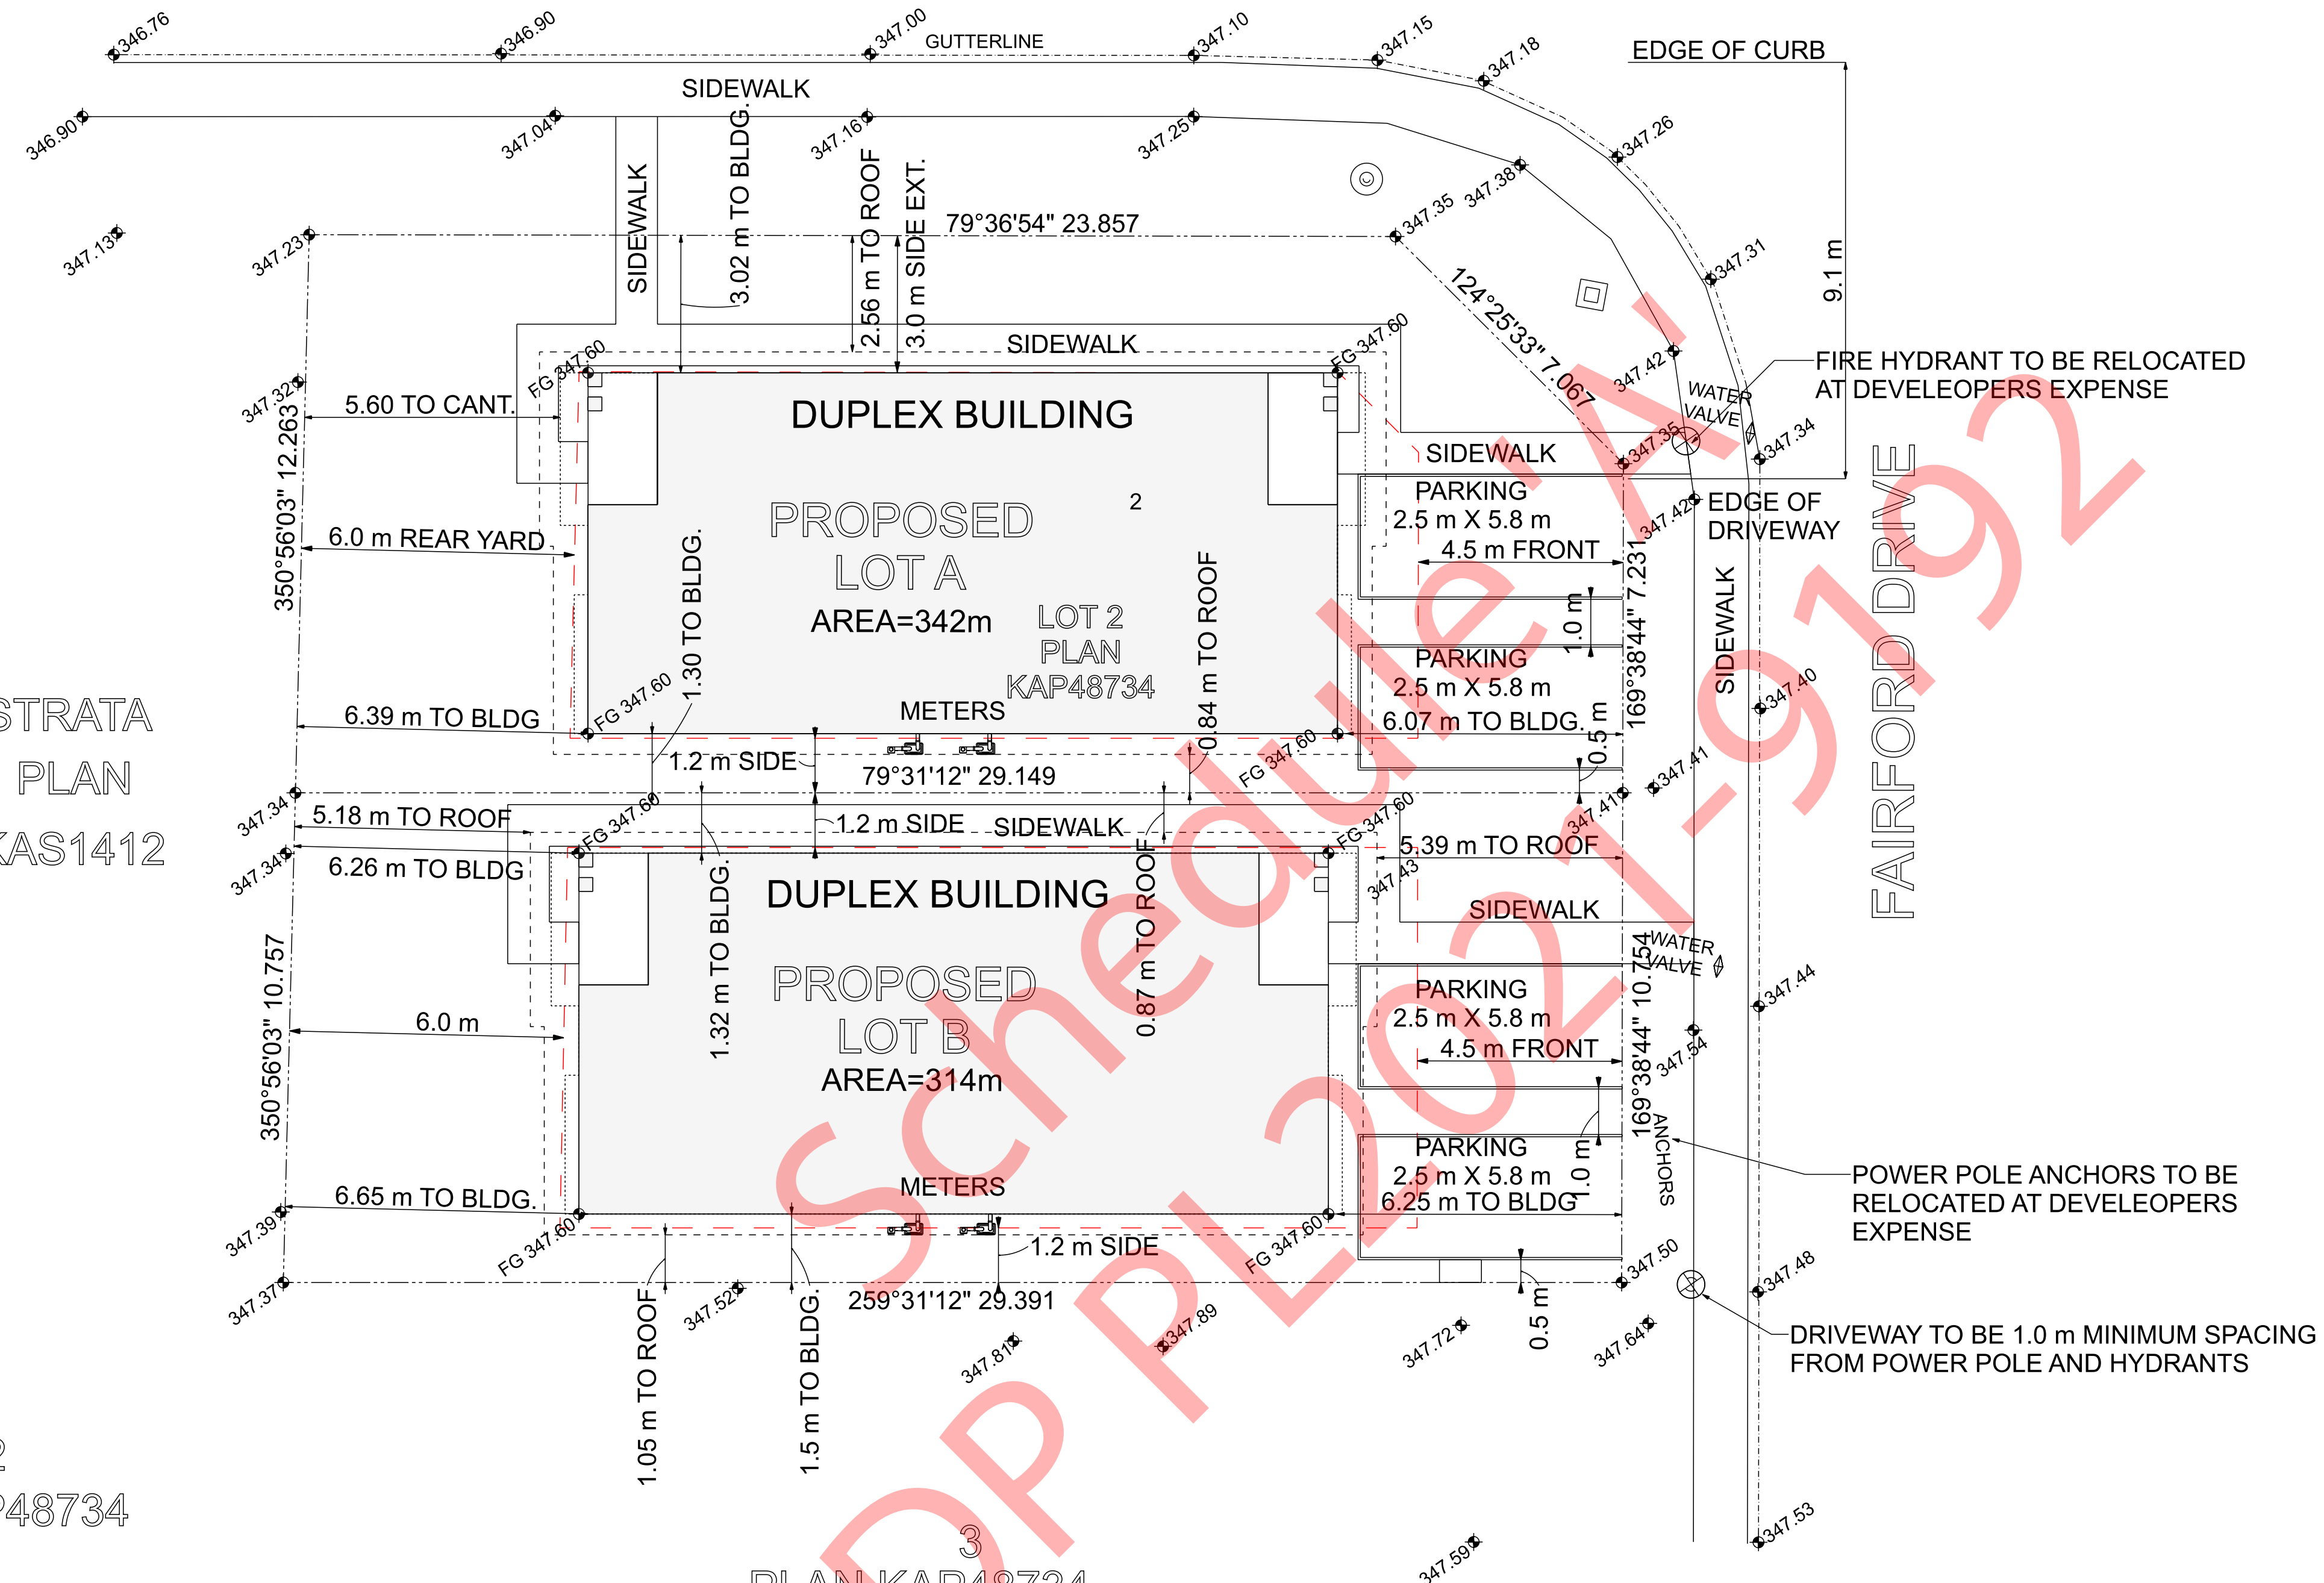 346.76
346.90
347.00
GUTTERLINE
347.10
347.15
347.18
EDGE OF CURB
SIDEWALK
346.90
347.04
347.16
347.25
347.26
347.38
347.13
347.23
SIDEWALK
3.02 m TO BLDG.
2.56 m TO ROOF
3.0 m SIDE EXT.
79°36'54" 23.857
347.35
347.31
9.1 m
124°25'33" 7.067
SIDEWALK
FG 347.60
FG 347.60
347.42
FIRE HYDRANT TO BE RELOCATED
AT DEVELEOPERS EXPENSE
347.32
5.60 TO CANT.
DUPLEX BUILDING
WATER
VALVE
347.34
347.35
SIDEWALK
350°56'03" 12.263
PROPOSED
LOT A
AREA=342m
2
PARKING
2.5 m X 5.8 m
347.42
EDGE OF
DRIVEWAY
6.0 m REAR YARD
4.5 m FRONT
1.30 TO BLDG.
0.84 m TO ROOF
LOT 2
PLAN
KAP48734
1.0 m
169°38'44" 7.231
SIDEWALK
FAIRFORD DRIVE
PARKING
2.5 m X 5.8 m
STRATA
PLAN
KAS1412
6.39 m TO BLDG
FG 347.60
METERS
6.07 m TO BLDG.
347.40
0.5 m
1.2 m SIDE
79°31'12" 29.149
FG 347.60
347.41
347.34
5.18 m TO ROOF
FG 347.60
1.2 m SIDE
SIDEWALK
FG 347.60
347.41
347.34
6.26 m TO BLDG
5.39 m TO ROOF
347.43
DUPLEX BUILDING
1.32 m TO BLDG.
0.87 m TO ROOF
SIDEWALK
WATER
VALVE
350°56'03" 10.757
PROPOSED
LOT B
AREA=314m
PARKING
2.5 m X 5.8 m
169°38'44" 10.754
347.44
6.0 m
4.5 m FRONT
347.54
ANCHORS
PARKING
2.5 m X 5.8 m
1.0 m
POWER POLE ANCHORS TO BE
RELOCATED AT DEVELEOPERS
EXPENSE
6.65 m TO BLDG.
METERS
6.25 m TO BLDG
347.39
FG 347.60
1.2 m SIDE
FG 347.60
347.50
347.48
347.37
1.05 m TO ROOF
347.52
1.5 m TO BLDG.
259°31'12" 29.391
0.5 m
347.81
347.89
347.72
347.64
DRIVEWAY TO BE 1.0 m MINIMUM SPACING
FROM POWER POLE AND HYDRANTS
2
P48734
3
PLAN KAP48734
347.59
347.53
Schedule 'A'
DP PL2021-9192